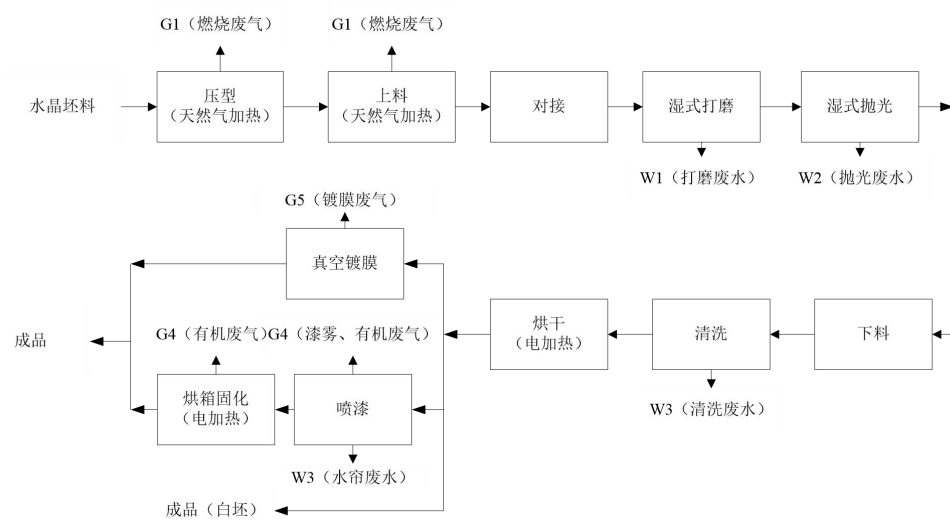 G1（燃烧废气）
G1（燃烧废气）
水晶坯料
压型
（天然气加热）
上料
（天然气加热）
对接
湿式打磨
湿式抛光
W1（打磨废水）
W2（抛光废水）
G5（镀膜废气）
真空镀膜
成品
G4（有机废气）
G4（漆雾、有机废气）
烘干
（电加热）
清洗
下料
烘箱固化
（电加热）
喷漆
W3（清洗废水）
W3（水帘废水）
成品（白坯）